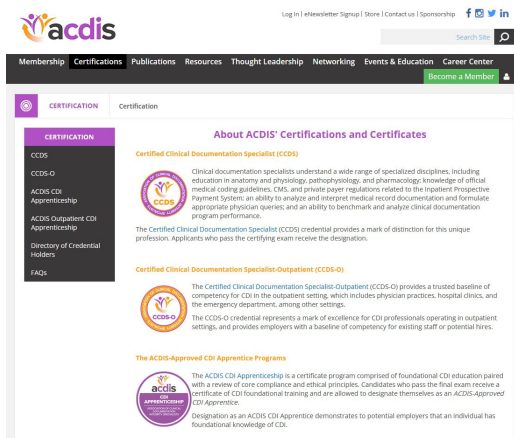 Log In | eNewsletter Signup | Store | Contact us | Sponsorship
acdis
Search Site
Membership Certifications Publications Resources Thought Leadership Networking Events & Education Career Center
Become a Member
CERTIFICATION Certification
CERTIFICATION
CCDS
CCDS-O
ACDIS CDI
Apprenticeship
ACDIS Outpatient CDI
Apprenticeship
Directory of Credential
Holders
FAQs
About ACDIS' Certifications and Certificates
Certified Clinical Documentation Specialist (CCDS)
CCDS
Clinical documentation specialists understand a wide range of specialized disciplines, including
education in anatomy and physiology, pathophysiology, and pharmacology; knowledge of official
medical coding guidelines, CMS, and private payer regulations related to the Inpatient Prospective
Payment System; an ability to analyze and interpret medical record documentation and formulate
appropriate physician queries; and an ability to benchmark and analyze clinical documentation
program performance.
The Certified Clinical Documentation Specialist (CCDS) credential provides a mark of distinction for this unique
profession. Applicants who pass the certifying exam receive the designation.
Certified Clinical Documentation Specialist-Outpatient (CCDS-O)
CCDS-O
The Certified Clinical Documentation Specialist-Outpatient (CCDS-O) provides a trusted baseline of
competency for CDI in the outpatient setting, which includes physician practices, hospital clinics, and
the emergency department, among other settings.
The CCDS-O credential represents a mark of excellence for CDI professionals operating in outpatient
settings, and provides employers with a baseline of competency for existing staff or potential hires.
The ACDIS-Approved CDI Apprentice Programs
acdis
CDI
APPRENTICESHIP
The ACDIS CDI Apprenticeship is a certificate program comprised of foundational CDI education paired
with a review of core compliance and ethical principles. Candidates who pass the final exam receive a
certificate of CDI foundational training and are allowed to designate themselves as an ACDIS-Approved
CDI Apprentice.
Designation as an ACDIS CDI Apprentice demonstrates to potential employers that an individual has
foundational knowledge of CDI.